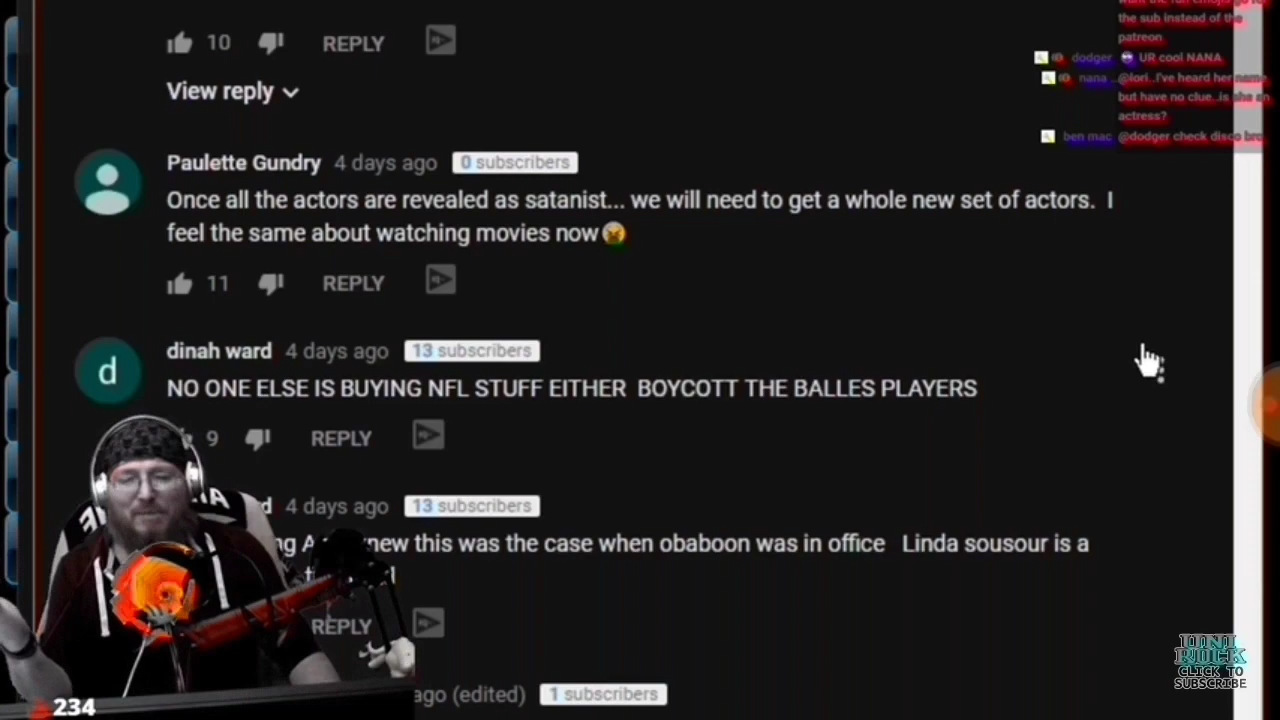 the sub instead of the
patreon
dodger UR cool NANA
nana .. @lori..I've heard her name
but have no clue..is she an
actress?
ben mac @dodger check disco bro
10 REPLY
View reply
Paulette Gundry 4 days ago 0 subscribers
Once all the actors are revealed as satanist... we will need to get a whole new set of actors. I
feel the same about watching movies now
11 REPLY
dinah ward 4 days ago 13 subscribers
d
NO ONE ELSE IS BUYING NFL STUFF EITHER BOYCOTT THE BALLES PLAYERS
9 REPLY
d 4 days ago 13 subscribers
this was the case when obaboon was in office Linda sousour is a
REPLY
ago (edited) 1 subscribers
234
UNI
ROCK
CLICK TO
SUBSCRIBE